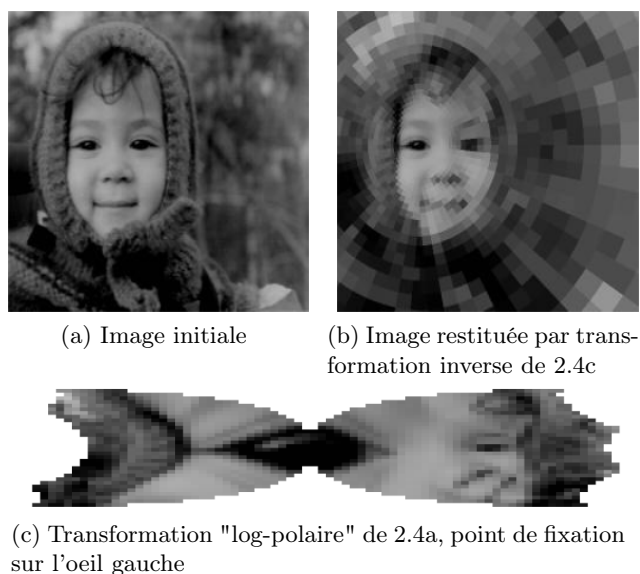 (a) Image initiale
(b) Image restituée par trans-
formation inverse de 2.4c
(c) Transformation "log-polaire" de 2.4a, point de fixation
sur l'oeil gauche